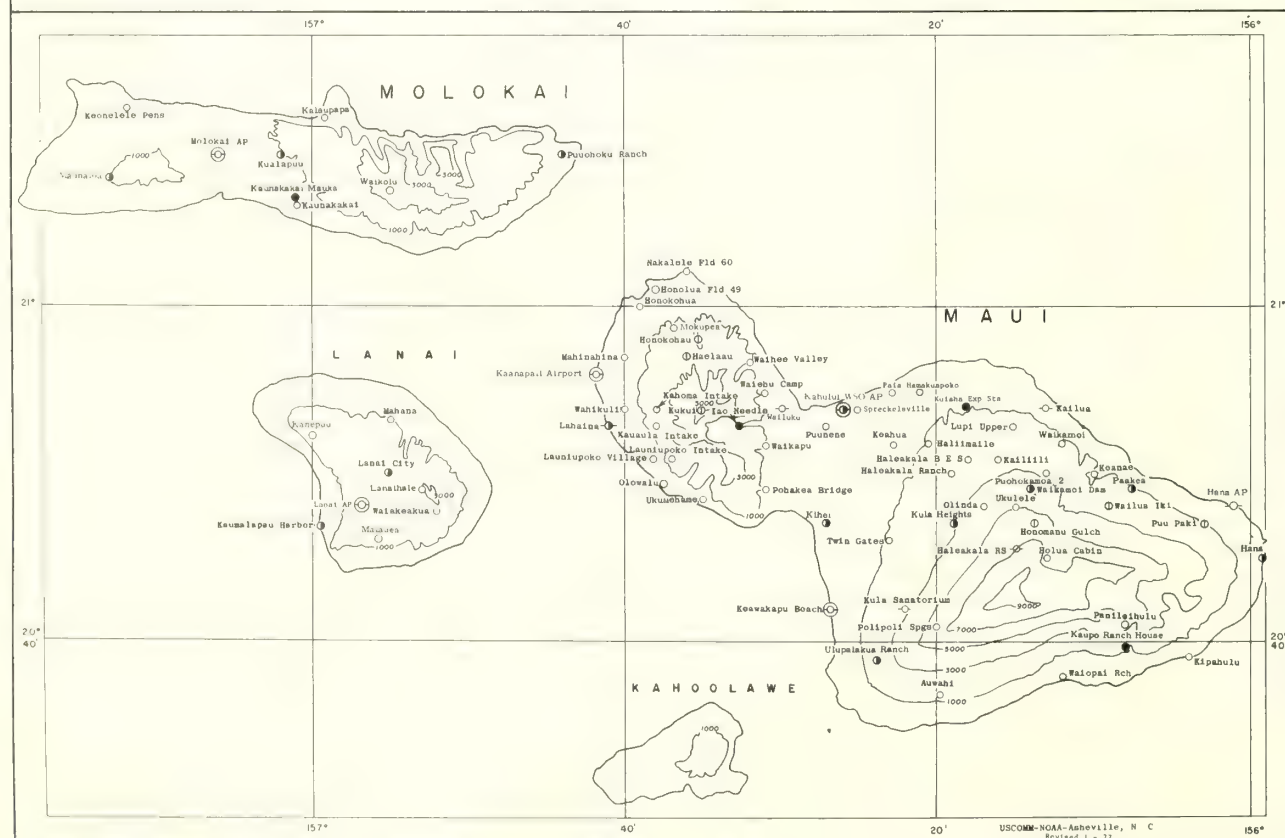 157°
40'
20'
156°
MOLOKAI
Keonelele Pens
Kalaupapa
Molokai AP
1000
Kualapuu
Puuohoku Ranch
3000
3000
Waikolu
Kaunakakai Mauka
Kaunakakai
1000
Nakalele Fld 60
Honolua Fld 49
21°
Honokohua
21°
MAUI
Mokupea
Honokohau
LANAI
Mahinahina
Haelaau
Waihee Valley
Kaanapali Airport
Kahoma Intake
Waiehu Camp
Kahului WSO AP
Paia
Hamakuapoko
Kuiaha Exp Sta
Mahana
Wahikuli
5000
Kukui
Iao Needle
Wailuku
Spreckelsville
Kailua
Kanepuu
Lahaina
Kauaula Intake
Puunene
Lupi Upper
Waikapu
Keahua
Haliimaile
Waikamoi
Launiupoko Village
Launiupoko Intake
Haleakala B E S
Kailiili
Lanai City
Haleakala Ranch
Keanae
Lanaihale
3000
Olowalu
3000
Pohakea Bridge
Puohokamoa 2
Waikamoi Dam
Paakea
Lanai AP
Waiakeakua
Ukumehame
1000
Olinda
Ukulele
Wailua Iki
Hana AP
Kaumalapau Harbor
Kihei
Kula Heights
Puu Paki
Manapea
1000
Twin Gates
Honomanu Gulch
Haleakala RS
Holua Cabin
Hana
Keawakapu Beach
Kula Sanatorium
9000
Polipoli Spgs
7000
Panileihulu
20°
40'
5000
Kaupo Ranch House
40'
Ulupalakua Ranch
3000
Kipahulu
KAHOOLAWE
Auwahi
1000
Waiopai Rch
1000
USCOMM-NOAA-Asheville, N C
156°
157°
40'
20'